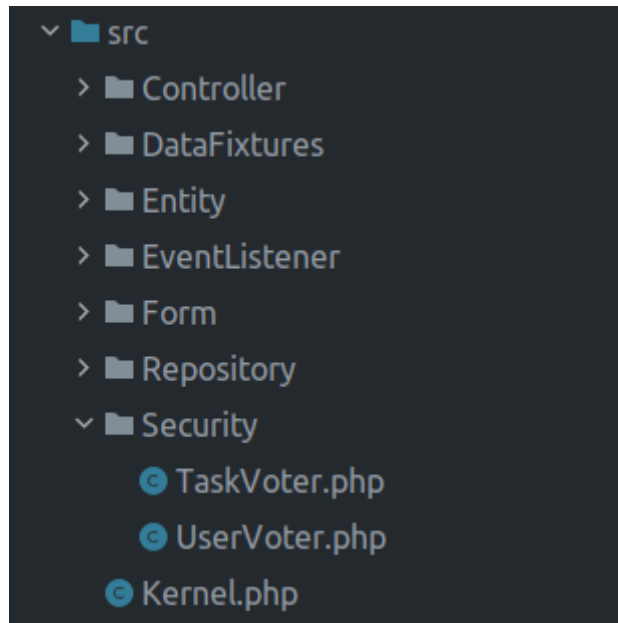 src
Controller
DataFixtures
Entity
EventListener
Form
Repository
Security
TaskVoter.php
UserVoter.php
Kernel.php